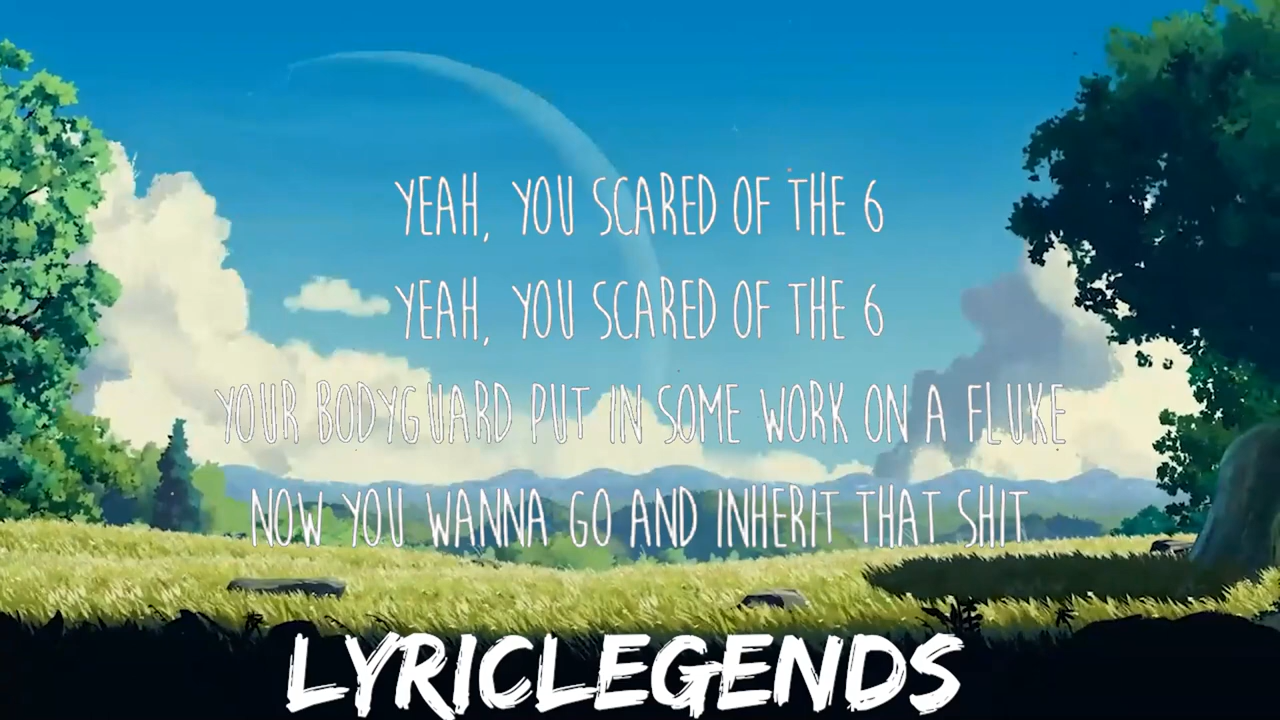 YEAH, YOU SCARED OF THE 6
YEAH, YOU SCARED OF THE 6
YOUR BODYGUARD PUT IN SOME WORK ON A FLUKE
NOW YOU WANNA GO AND INHERIT THAT SHIT
LYRICLEGENDS